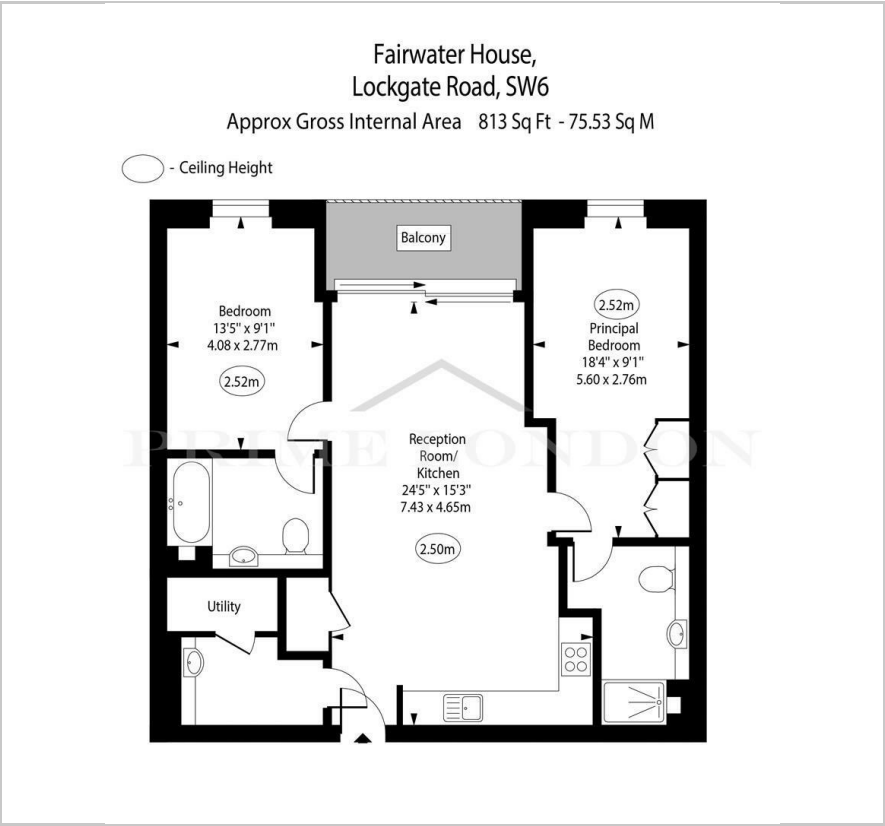 Fairwater House,
Lockgate Road, SW6
Approx Gross Internal Area 813 Sq Ft - 75.53 Sq M
- Ceiling Height
Balcony
Bedroom
13'5" x 9'1"
4.08 x 2.77m
2.52m
2.52m
Principal
Bedroom
18'4" x 9'1"
5.60 x 2.76m
PRIME LONDON
Reception
Room/
Kitchen
24'5" x 15'3"
7.43 x 4.65m
2.50m
Utility